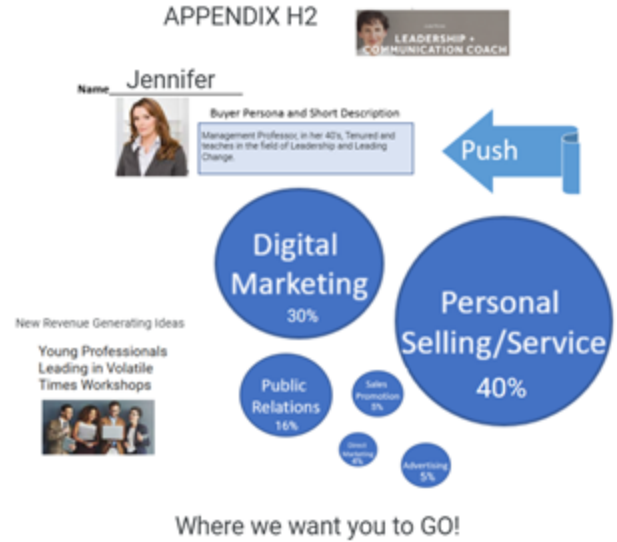 APPENDIX H2
LEADERSHIP +
COMMUNICATION COACH
Name Jennifer
Buyer Persona and Short Description
Management Professor, in her 40's, Tenured and
teaches in the field of Leadership and Leading
Change.
Push
Digital
Marketing
30%
Personal
Selling/Service
40%
New Revenue Generating Ideas
Young Professionals
Leading in Volatile
Times Workshops
Public
Relations
16%
Sales
Promotion
5%
Direct
Marketing
4%
Advertising
5%
Where we want you to GO!